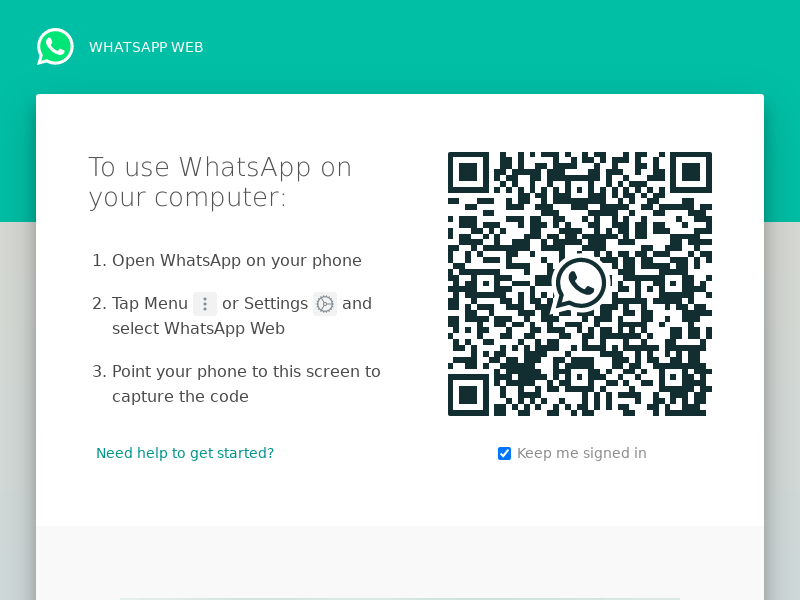 WHATSAPP WEB
To use WhatsApp on
your computer:
1. Open WhatsApp on your phone
2. Tap Menu or Settings and
select WhatsApp Web
3. Point your phone to this screen to
capture the code
Need help to get started?
Keep me signed in